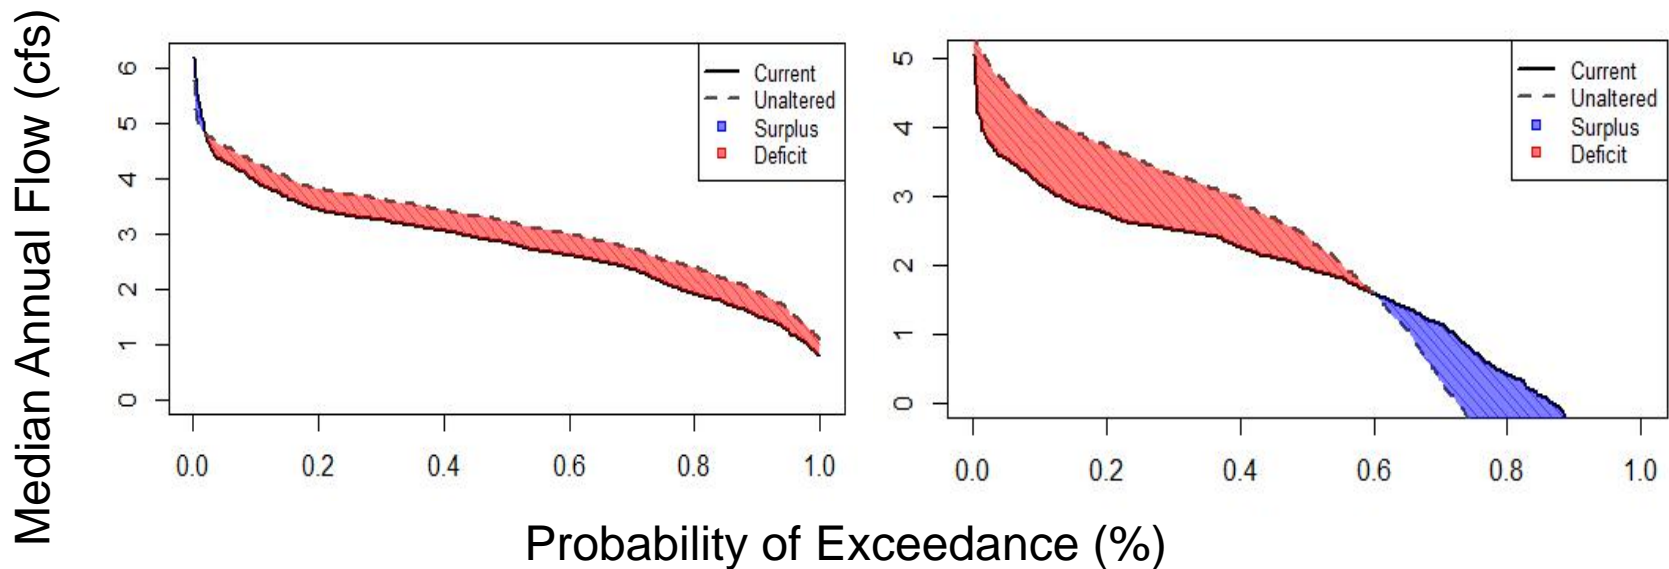 Median Annual Flow (cfs)
6
5
4
3
2
1
0
0.0 0.2 0.4 0.6 0.8 1.0
Current
Unaltered
Surplus
Deficit
5
4
3
2
1
0
0.0 0.2 0.4 0.6 0.8 1.0
Current
Unaltered
Surplus
Deficit
Probability of Exceedance (%)